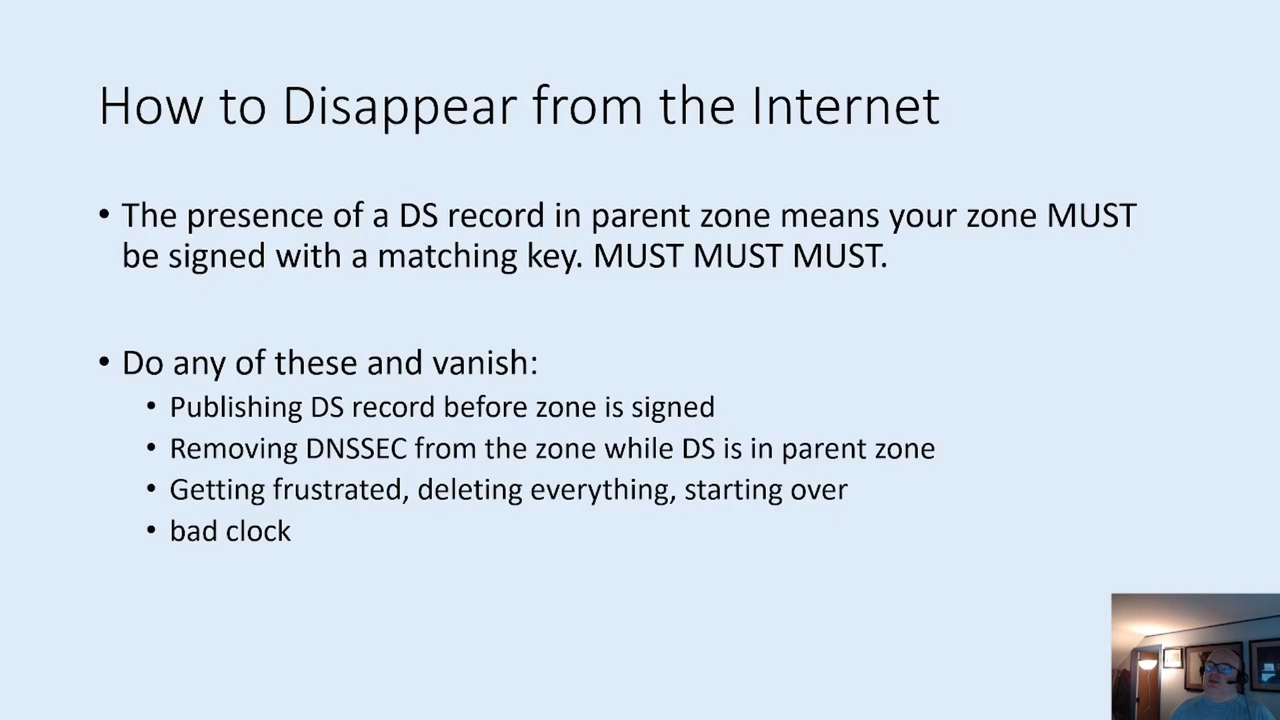 How to Disappear from the Internet
• The presence of a DS record in parent zone means your zone MUST
be signed with a matching key. MUST MUST MUST.
• Do any of these and vanish:
• Publishing DS record before zone is signed
• Removing DNSSEC from the zone while DS is in parent zone
• Getting frustrated, deleting everything, starting over
• bad clock